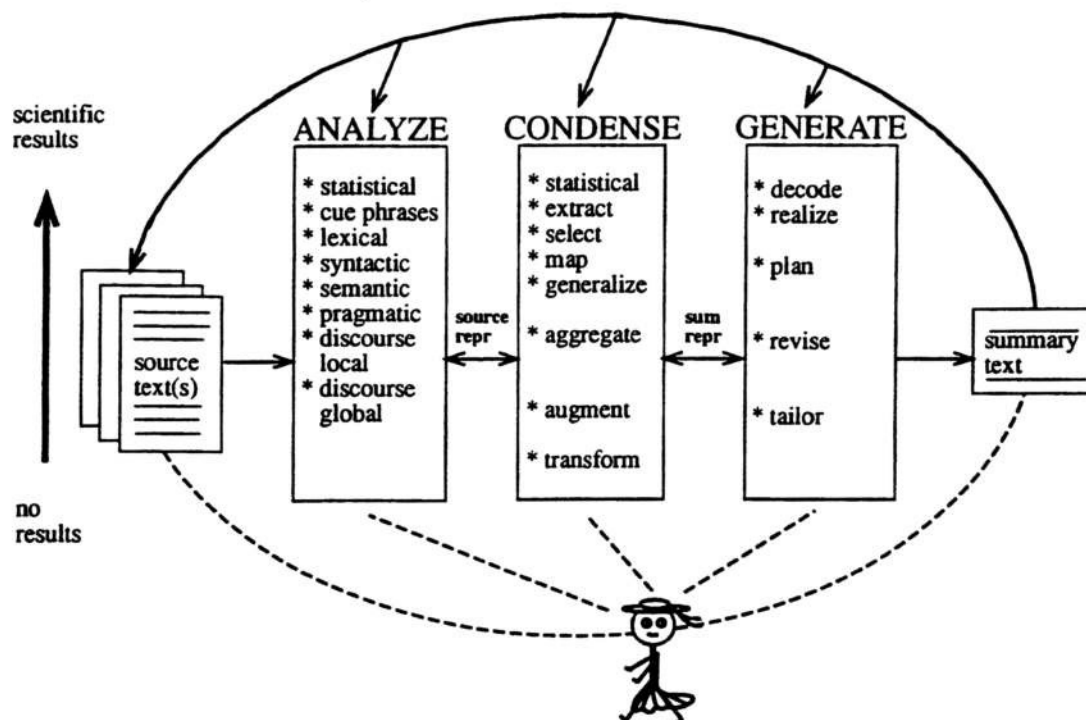 scientific
results
no
results
source
text(s)
ANALYZE
* statistical
* cue phrases
* lexical
* syntactic
* semantic
* pragmatic
* discourse
local
* discourse
global
source
repr
CONDENSE
* statistical
* extract
* select
* map
* generalize
* aggregate
* augment
* transform
sum
repr
GENERATE
* decode
* realize
* plan
* revise
* tailor
summary
text